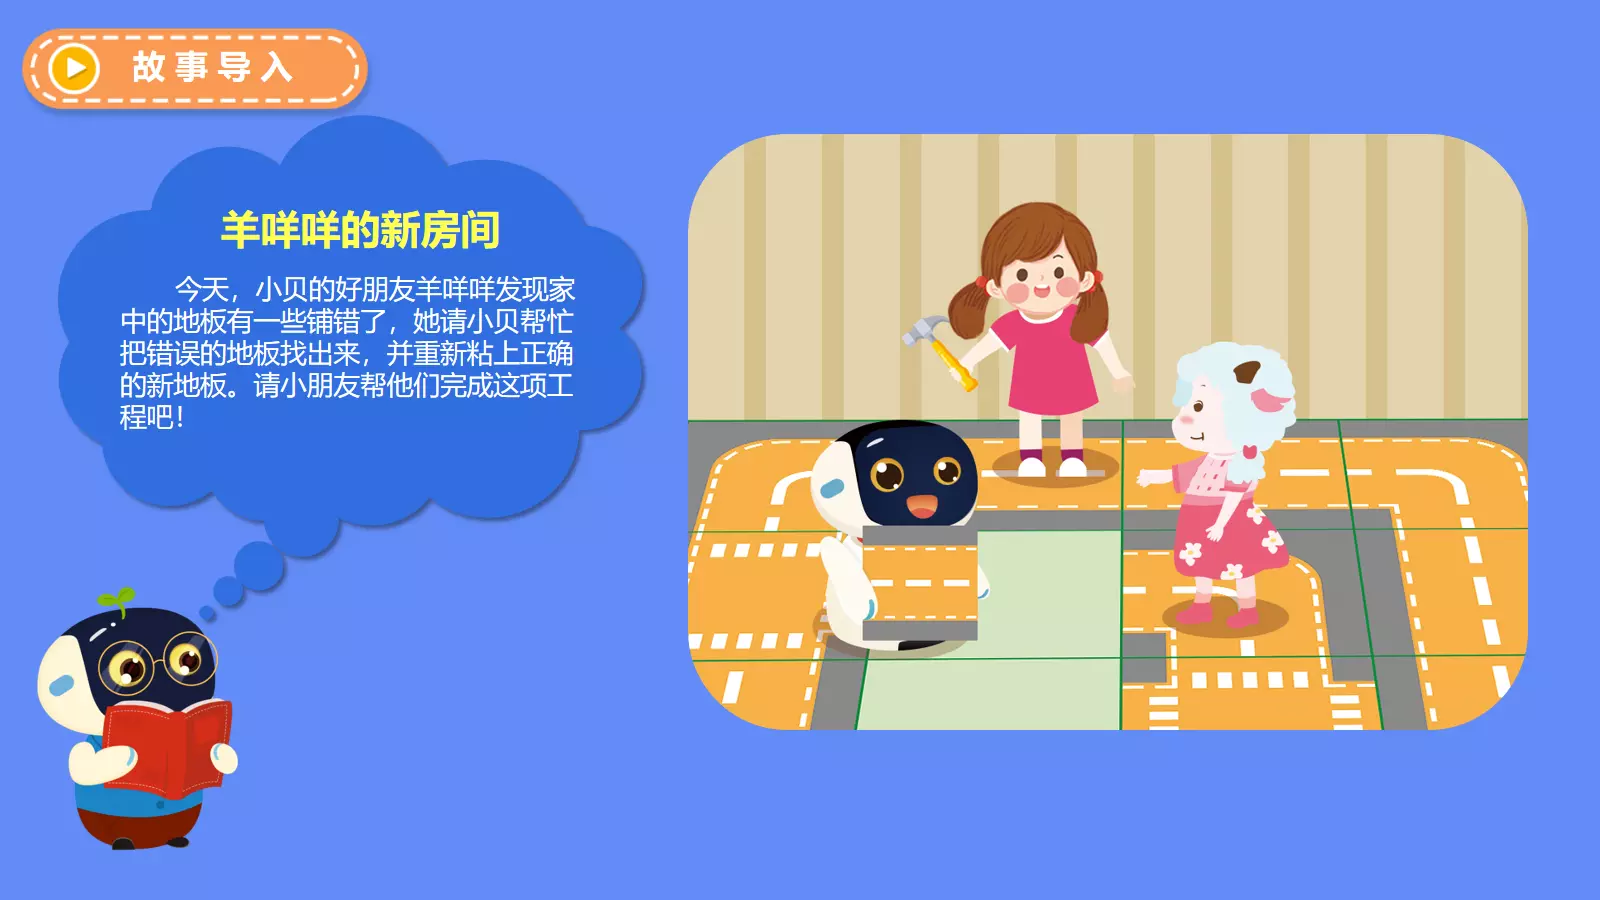 故事导入
羊咩咩的新房间
今天，小贝的好朋友羊咩咩发现家
中的地板有一些铺错了，她请小贝帮忙
把错误的地板找出来，并重新粘上正确
的新地板。请小朋友帮他们完成这项工
程吧！